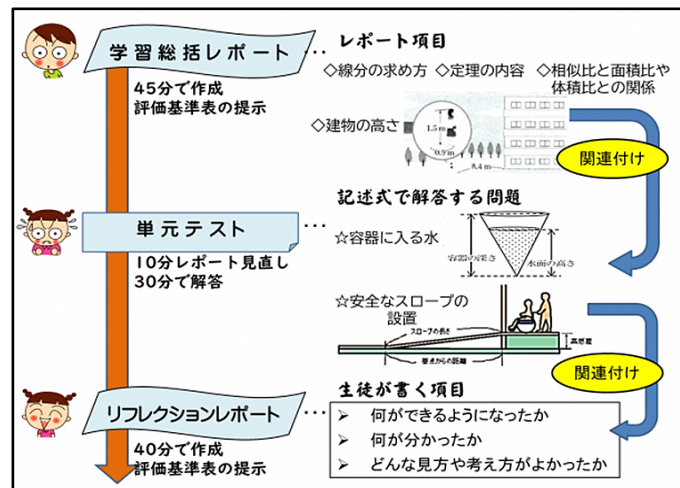 学習総括レポート
…
レポート項目
45分で作成
評価基準表の提示
◇線分の求め方 ◇定理の内容 ◇相似比と面積比や
体積比との関係
◇建物の高さ
1.5m
0.9m
8.4m
関連付け
単元テスト
…
記述式で解答する問題
10分レポート見直し
30分で解答
☆容器に入る水
容器の深さ
水面の高さ
☆安全なスロープの
設置
スロープの長さ
関連付け
リフレクションレポート
…
生徒が書く項目
40分で作成
評価基準表の提示
➢ 何ができるようになったか
➢ 何が分かったか
➢ どんな見方や考え方がよかったか